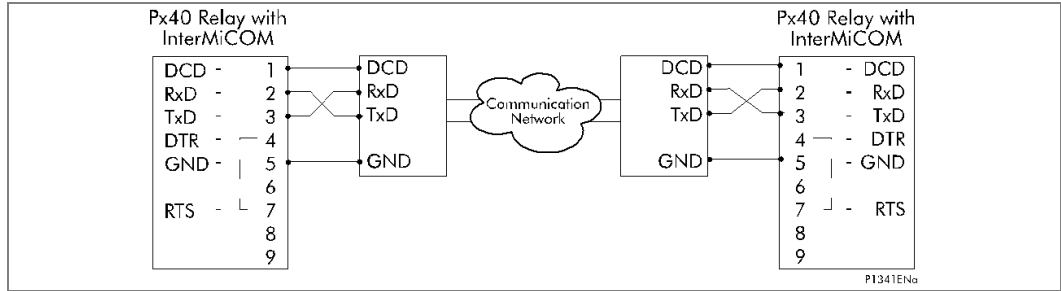 Px40 Relay with
InterMiCOM
DCD - 1
RxD - 2
TxD - 3
DTR - 4
GND - 5
6
RTS - 7
8
9
DCD
RxD
TxD
GND
Communication
Network
DCD
RxD
TxD
GND
Px40 Relay with
InterMiCOM
1 - DCD
2 - RxD
3 - TxD
4 - DTR
5 - GND
6
7 - RTS
8
9
P1341ENa